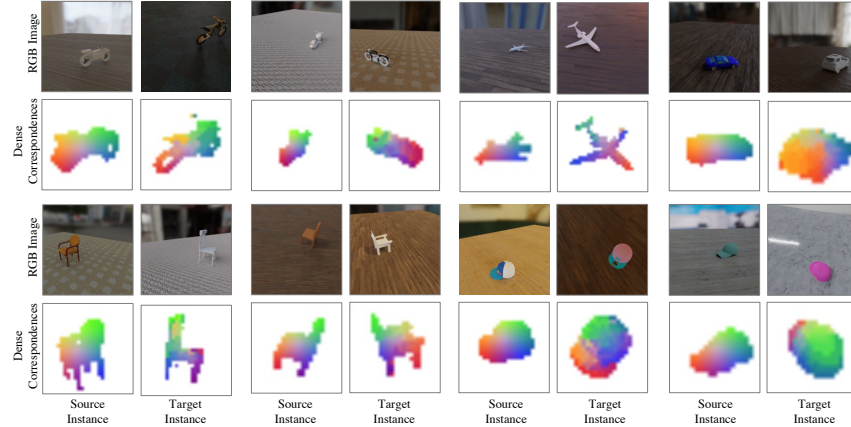 RGB Image
Dense
Correspondences
RGB Image
Dense
Correspondences
Source
Instance
Target
Instance
Source
Instance
Target
Instance
Source
Instance
Target
Instance
Source
Instance
Target
Instance